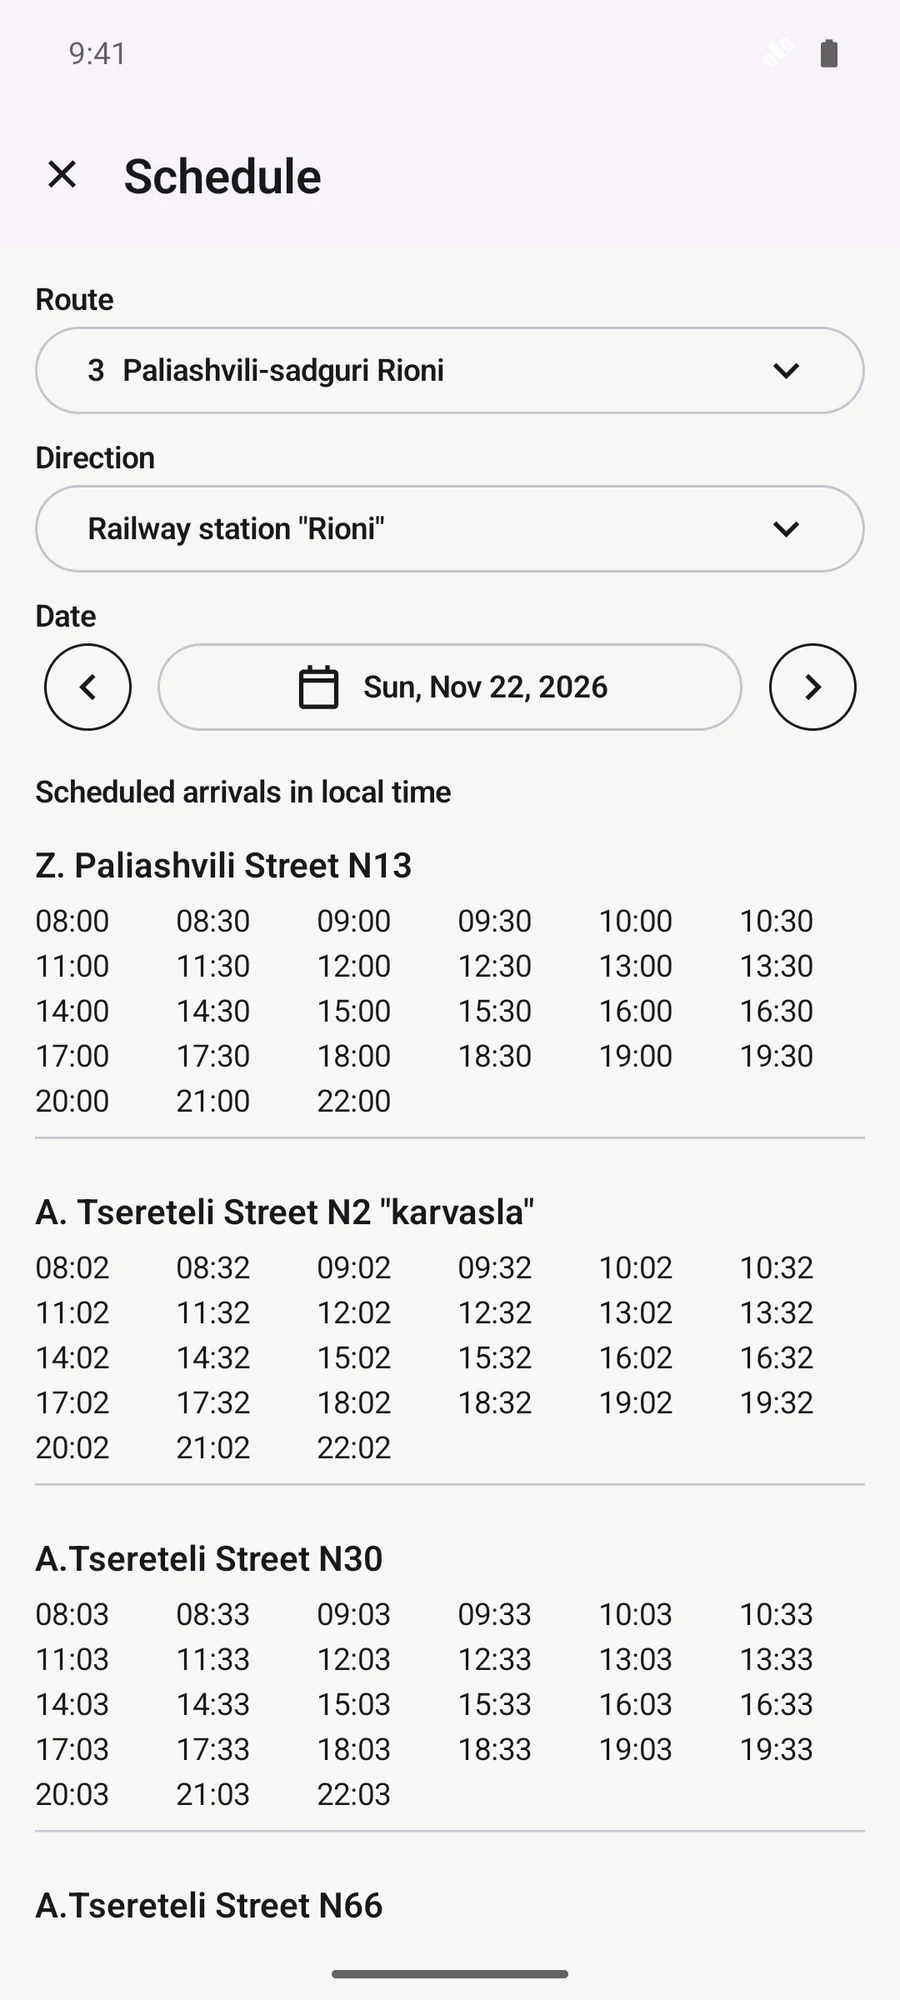 9:41
Schedule
Route
3 Paliashvili-sadguri Rioni
Direction
Railway station "Rioni"
Date
Sun, Nov 22, 2026
Scheduled arrivals in local time
Z. Paliashvili Street N13
08:00 08:30 09:00 09:30 10:00 10:30
11:00 11:30 12:00 12:30 13:00 13:30
14:00 14:30 15:00 15:30 16:00 16:30
17:00 17:30 18:00 18:30 19:00 19:30
20:00 21:00 22:00
A. Tsereteli Street N2 "karvasla"
08:02 08:32 09:02 09:32 10:02 10:32
11:02 11:32 12:02 12:32 13:02 13:32
14:02 14:32 15:02 15:32 16:02 16:32
17:02 17:32 18:02 18:32 19:02 19:32
20:02 21:02 22:02
A.Tsereteli Street N30
08:03 08:33 09:03 09:33 10:03 10:33
11:03 11:33 12:03 12:33 13:03 13:33
14:03 14:33 15:03 15:33 16:03 16:33
17:03 17:33 18:03 18:33 19:03 19:33
20:03 21:03 22:03
A.Tsereteli Street N66